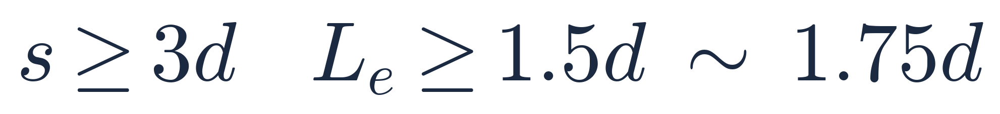 s ≥ 3d L_e ≥ 1.5d ∼ 1.75d